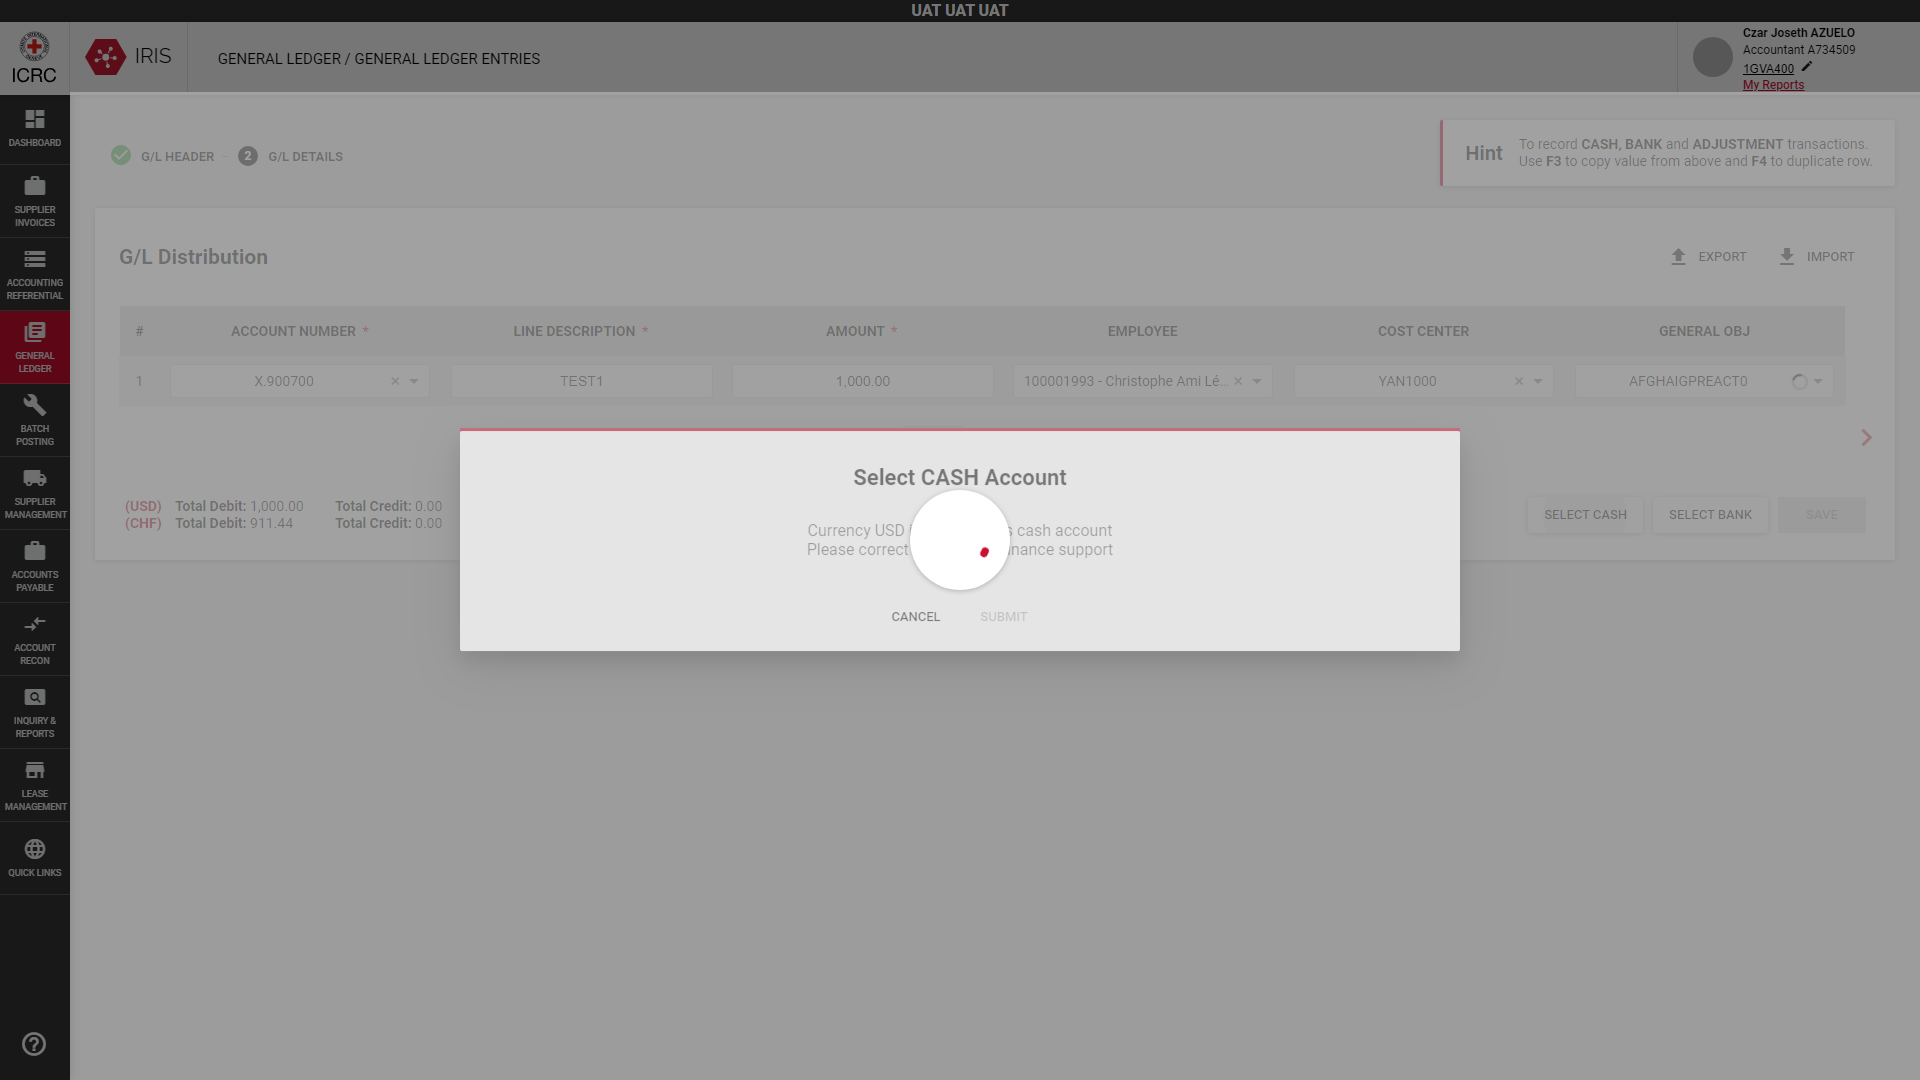 UAT UAT UAT
ICRC
IRIS
GENERAL LEDGER / GENERAL LEDGER ENTRIES
Czar Joseth AZUELO
Accountant A734509
1GVA400
My Reports
DASHBOARD
SUPPLIER
INVOICES
ACCOUNTING
REFERENTIAL
GENERAL
LEDGER
BATCH
POSTING
SUPPLIER
MANAGEMENT
ACCOUNTS
PAYABLE
ACCOUNT
RECON
INQUIRY &
REPORTS
LEASE
MANAGEMENT
QUICK LINKS
G/L HEADER
2 G/L DETAILS
Hint
To record CASH, BANK and ADJUSTMENT transactions.
Use F3 to copy value from above and F4 to duplicate row.
G/L Distribution
EXPORT IMPORT
# ACCOUNT NUMBER * LINE DESCRIPTION * AMOUNT * EMPLOYEE COST CENTER GENERAL OBJ
1 X.900700 TEST1 1,000.00 100001993 - Christophe Ami Lé... YAN1000 AFGHAIGPREACT0
(USD) Total Debit: 1,000.00 Total Credit: 0.00
(CHF) Total Debit: 911.44 Total Credit: 0.00
SELECT CASH SELECT BANK SAVE
Select CASH Account
Currency USD cash account
Please correct support
CANCEL SUBMIT